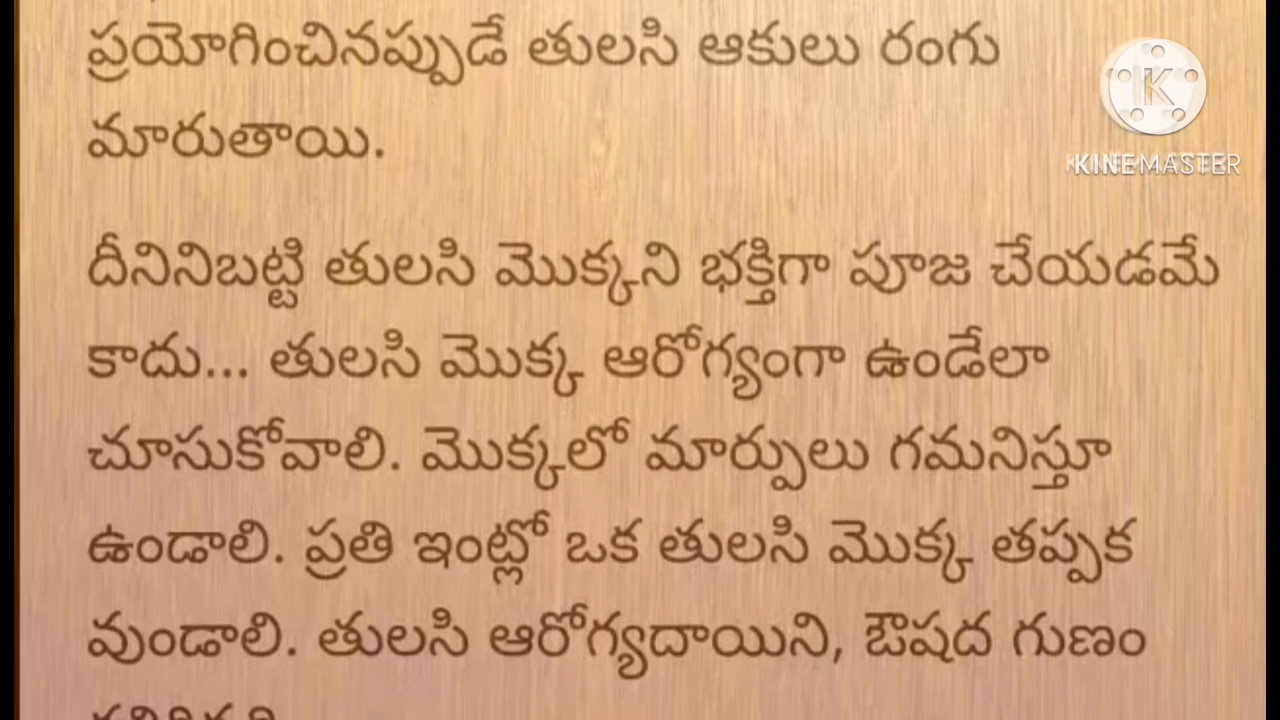 ప్రయోగించినప్పుడే తులసి ఆకులు రంగు
మారుతాయి.
దీనినిబట్టి తులసి మొక్కని భక్తిగా పూజ చేయడమే
కాదు... తులసి మొక్క ఆరోగ్యంగా ఉండేలా
చూసుకోవాలి. మొక్కలో మార్పులు గమనిస్తూ
ఉండాలి. ప్రతి ఇంట్లో ఒక తులసి మొక్క తప్పక
వుండాలి. తులసి ఆరోగ్యదాయిని, ఔషద గుణం
K
KINEMASTER